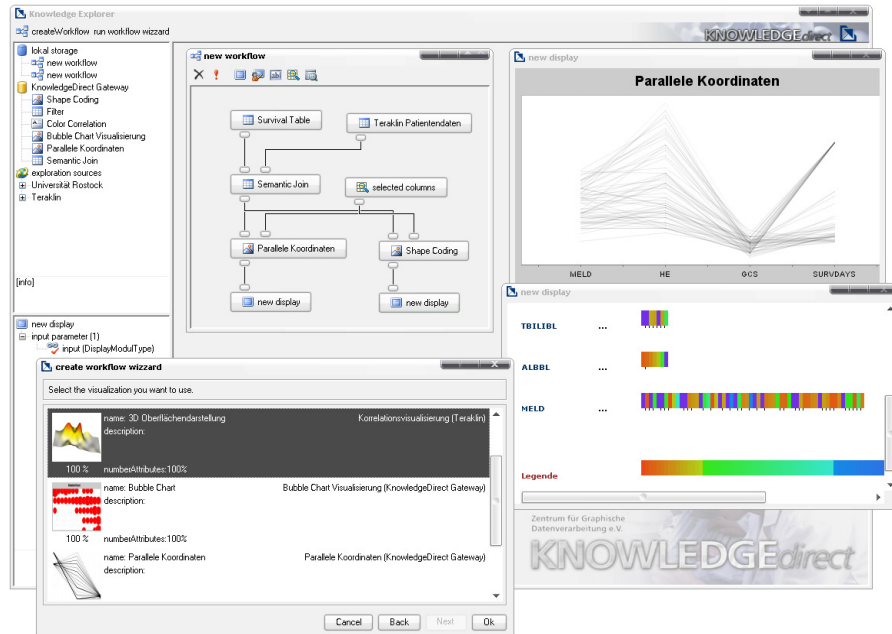 Knowledge Explorer
createWorkflow run workflow wizzard
KNOWLEDGEdirect
lokal storage
new workflow
new workflow
KnowledgeDirect Gateway
Shape Coding
Filter
Color Correlation
Bubble Chart Visualisierung
Parallele Koordinaten
Semantic Join
exploration sources
Universität Rostock
Teraklin
[info]
new display
input parameter (1)
input (DisplayModulType)
new workflow
Survival Table
Teraklin Patientendaten
Semantic Join
selected columns
Parallele Koordinaten
Shape Coding
new display
new display
new display
Parallele Koordinaten
MELD HE GCS SURVDAYS
new display
TBILIBL ...
ALBBL ...
MELD ...
Legende
Zentrum für Graphische
Datenverarbeitung e.V.
KNOWLEDGEdirect
create workflow wizzard
Select the visualization you want to use.
name: 3D Oberflächendarstellung Korrelationsvisualisierung (Teraklin)
description:
100 % numberAttributes:100%
name: Bubble Chart Bubble Chart Visualisierung (KnowledgeDirect Gateway)
description:
100 % numberAttributes:100%
name: Parallele Koordinaten Parallele Koordinaten (KnowledgeDirect Gateway)
description:
Cancel Back Next Ok